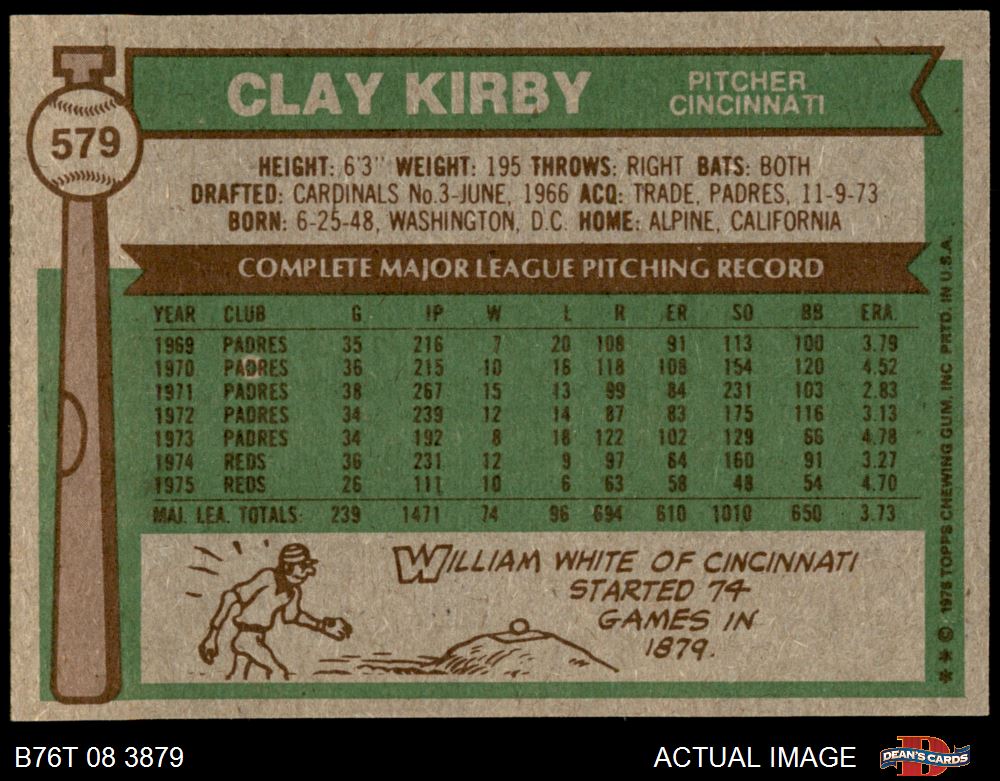 CLAY KIRBY
PITCHER
CINCINNATI
579
HEIGHT: 6'3" WEIGHT: 195 THROWS: RIGHT BATS: BOTH
DRAFTED: CARDINALS No.3-JUNE, 1966 ACQ: TRADE, PADRES, 11-9-73
BORN: 6-25-48, WASHINGTON, D.C. HOME: ALPINE, CALIFORNIA
COMPLETE MAJOR LEAGUE PITCHING RECORD
YEAR CLUB G IP W L R ER SO BB ERA
1969 PADRES 35 216 7 20 108 91 113 100 3.79
1970 PADRES 36 215 10 16 118 108 154 120 4.52
1971 PADRES 38 267 15 13 99 84 231 103 2.83
1972 PADRES 34 239 12 14 87 83 175 116 3.13
1973 PADRES 34 192 8 18 122 102 129 66 4.78
1974 REDS 36 231 12 9 97 84 160 91 3.27
1975 REDS 26 111 10 6 63 58 48 54 4.70
MAJ. LEA. TOTALS 239 1471 74 96 694 610 1010 650 3.73
WILLIAM WHITE OF CINCINNATI
STARTED 74
GAMES IN
1879.
* * © 1976 TOPPS CHEWING GUM, INC PRTD. IN U.S.A.
B76T 08 3879
ACTUAL IMAGE
DEAN'S CARDS